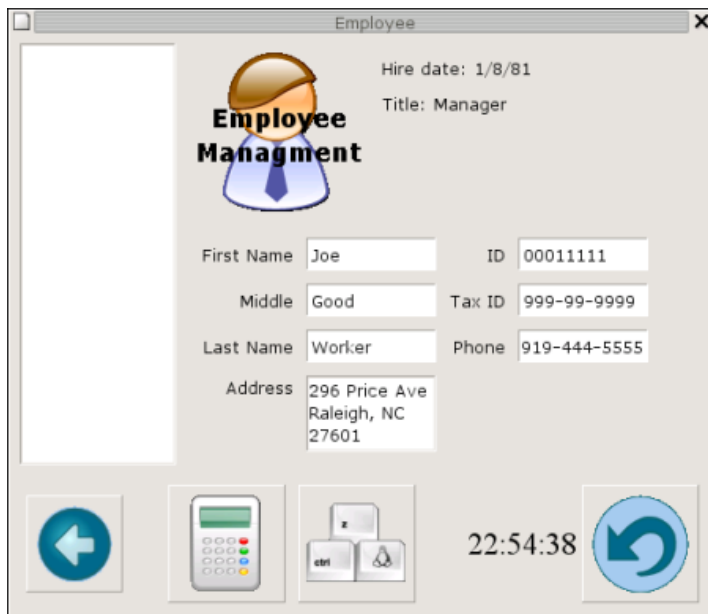 Employee
Hire date: 1/8/81
Title: Manager
Employee
Managment
First Name Joe ID 00011111
Middle Good Tax ID 999-99-9999
Last Name Worker Phone 919-444-5555
Address 296 Price Ave
Raleigh, NC
27601
z
ctrl
22:54:38